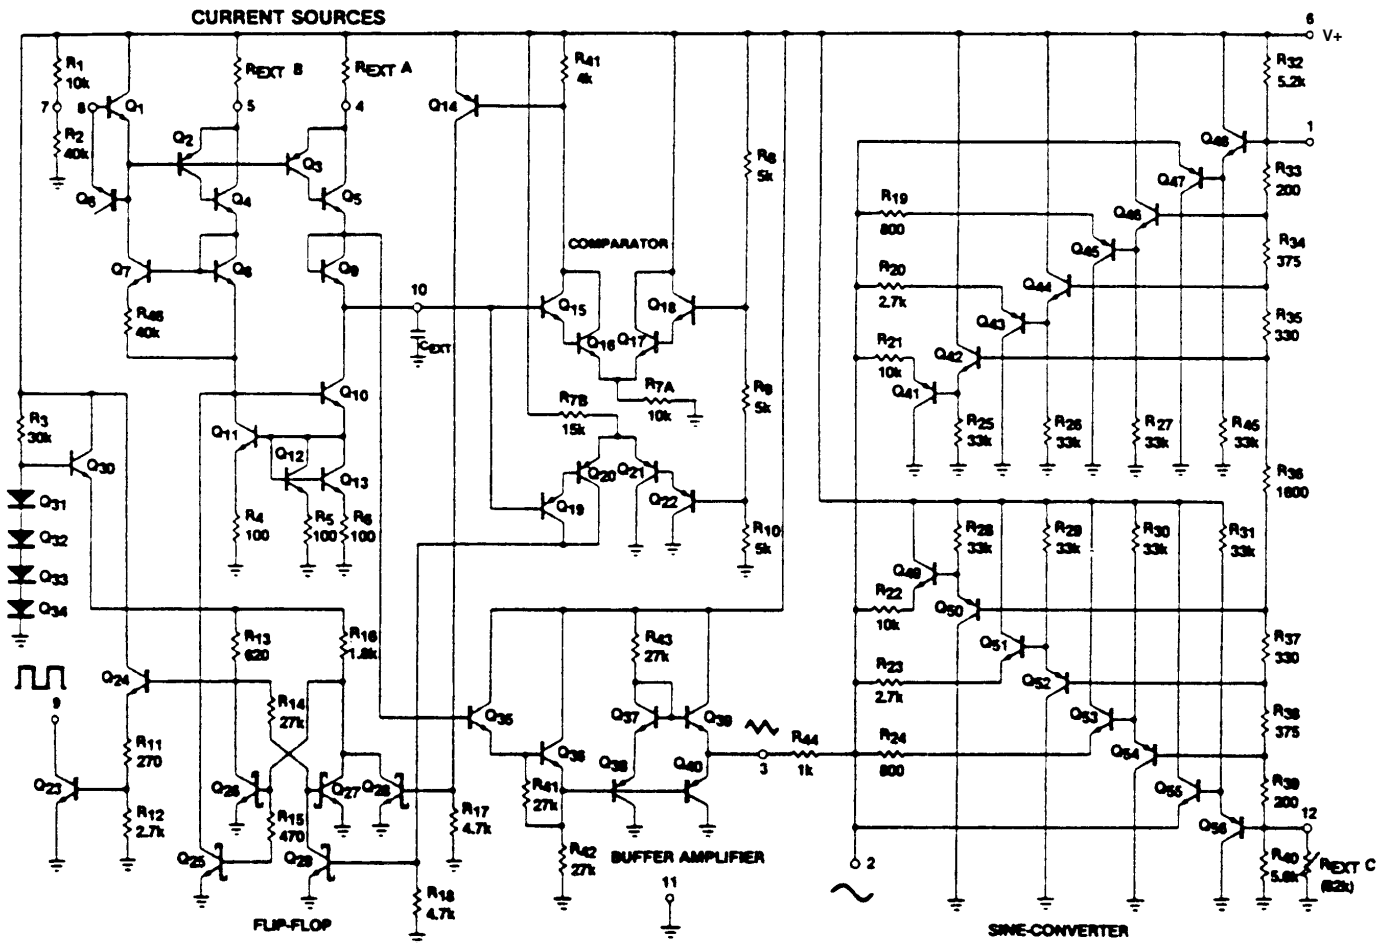 CURRENT SOURCES
6
V+
R1
10k
REXT B
REXT A
R41
4k
R32
5.2k
7
8
Q1
5
4
Q14
R2
40k
Q2
Q3
R8
5k
1
Q48
R33
200
Q47
Q6
Q4
Q5
R19
800
Q46
COMPARATOR
R34
375
Q45
Q7
Q8
Q9
R20
2.7k
Q44
10
Q15
Q18
R46
40k
CEXT
Q16
Q17
Q43
R35
330
R21
10k
Q42
Q10
R7A
10k
R9
5k
Q41
R7B
15k
R3
30k
Q11
R25
33k
R26
33k
R27
33k
R45
33k
Q12
Q30
Q13
Q20
Q21
Q22
R36
1600
Q31
Q19
R4
100
R5
100
R6
100
R10
5k
R28
33k
R29
33k
R30
33k
R31
33k
Q32
Q33
Q49
Q34
R22
10k
Q50
R13
620
R16
1.8k
R43
27k
Q51
R37
330
Q24
R23
2.7k
Q52
9
R14
27k
Q35
Q37
Q39
Q53
R38
375
R11
270
Q36
R44
1k
R24
800
Q54
3
Q38
Q40
Q23
Q26
Q27
Q28
R41
27k
Q55
R39
200
R12
2.7k
R15
470
R17
4.7k
12
Q56
Q25
Q29
R42
27k
BUFFER AMPLIFIER
2
R40
5.6k
REXT C
(82k)
R18
4.7k
11
FLIP-FLOP
SINE-CONVERTER